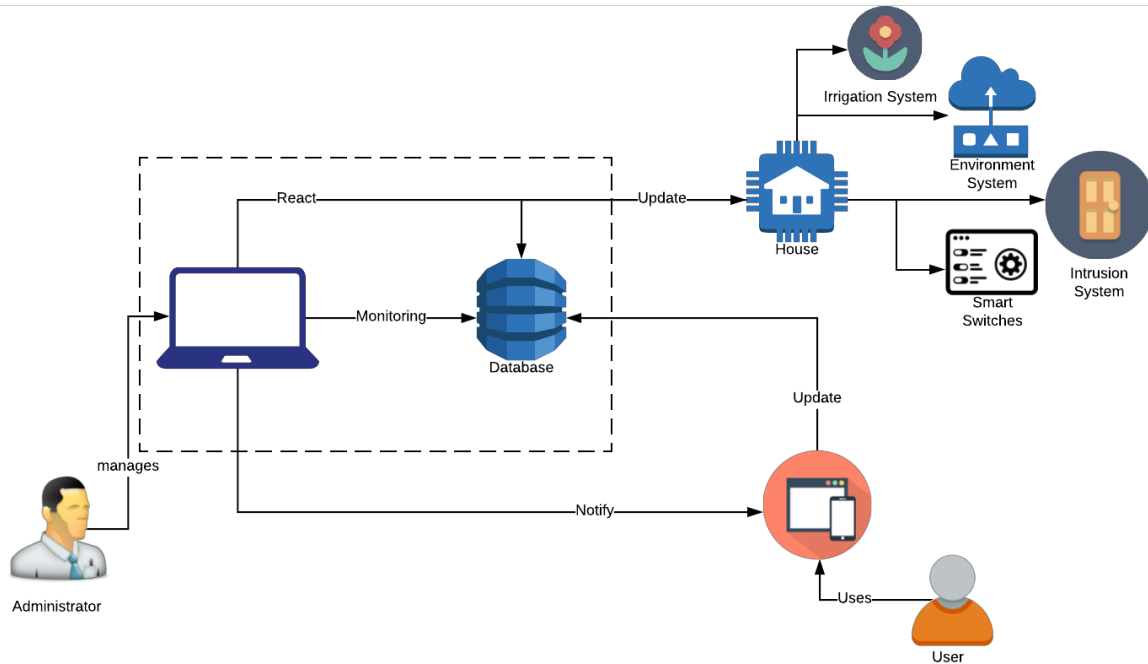 Irrigation System
Environment
System
React
Update
House
Intrusion
System
Smart
Switches
Monitoring
Database
Update
manages
Notify
Uses
Administrator
User